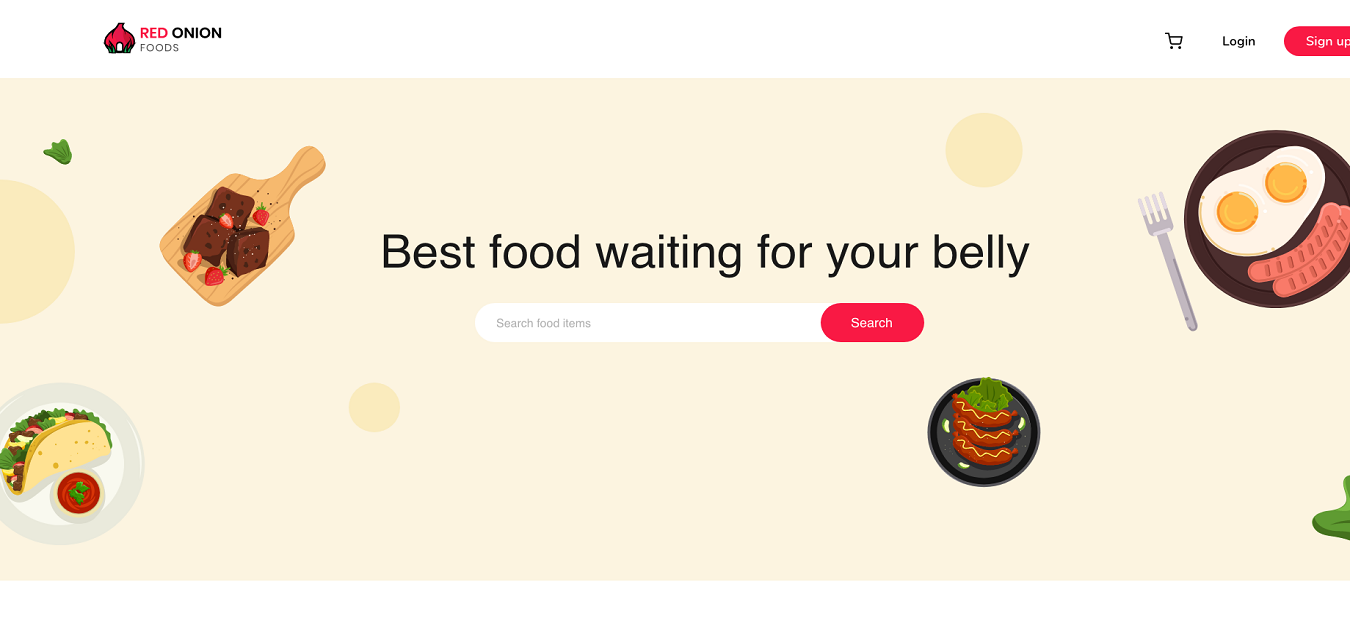 RED ONION
FOODS
Login
Sign up
Best food waiting for your belly
Search food items
Search